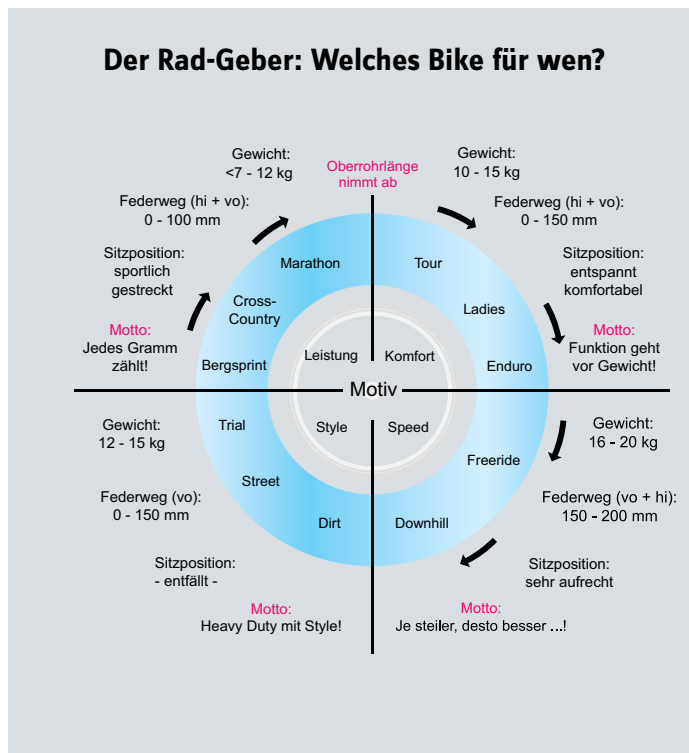 Der Rad-Geber: Welches Bike für wen?
Oberrohrlänge
nimmt ab
Gewicht:
<7 - 12 kg
Federweg (hi + vo):
0 - 100 mm
Sitzposition:
sportlich
gestreckt
Motto:
Jedes Gramm
zählt!
Marathon
Cross-
Country
Bergsprint
Leistung
Gewicht:
10 - 15 kg
Federweg (hi + vo):
0 - 150 mm
Sitzposition:
entspannt
komfortabel
Motto:
Funktion geht
vor Gewicht!
Tour
Ladies
Enduro
Komfort
Motiv
Style
Trial
Street
Dirt
Gewicht:
12 - 15 kg
Federweg (vo):
0 - 150 mm
Sitzposition:
- entfällt -
Motto:
Heavy Duty mit Style!
Speed
Freeride
Downhill
Gewicht:
16 - 20 kg
Federweg (vo + hi):
150 - 200 mm
Sitzposition:
sehr aufrecht
Motto:
Je steiler, desto besser ...!